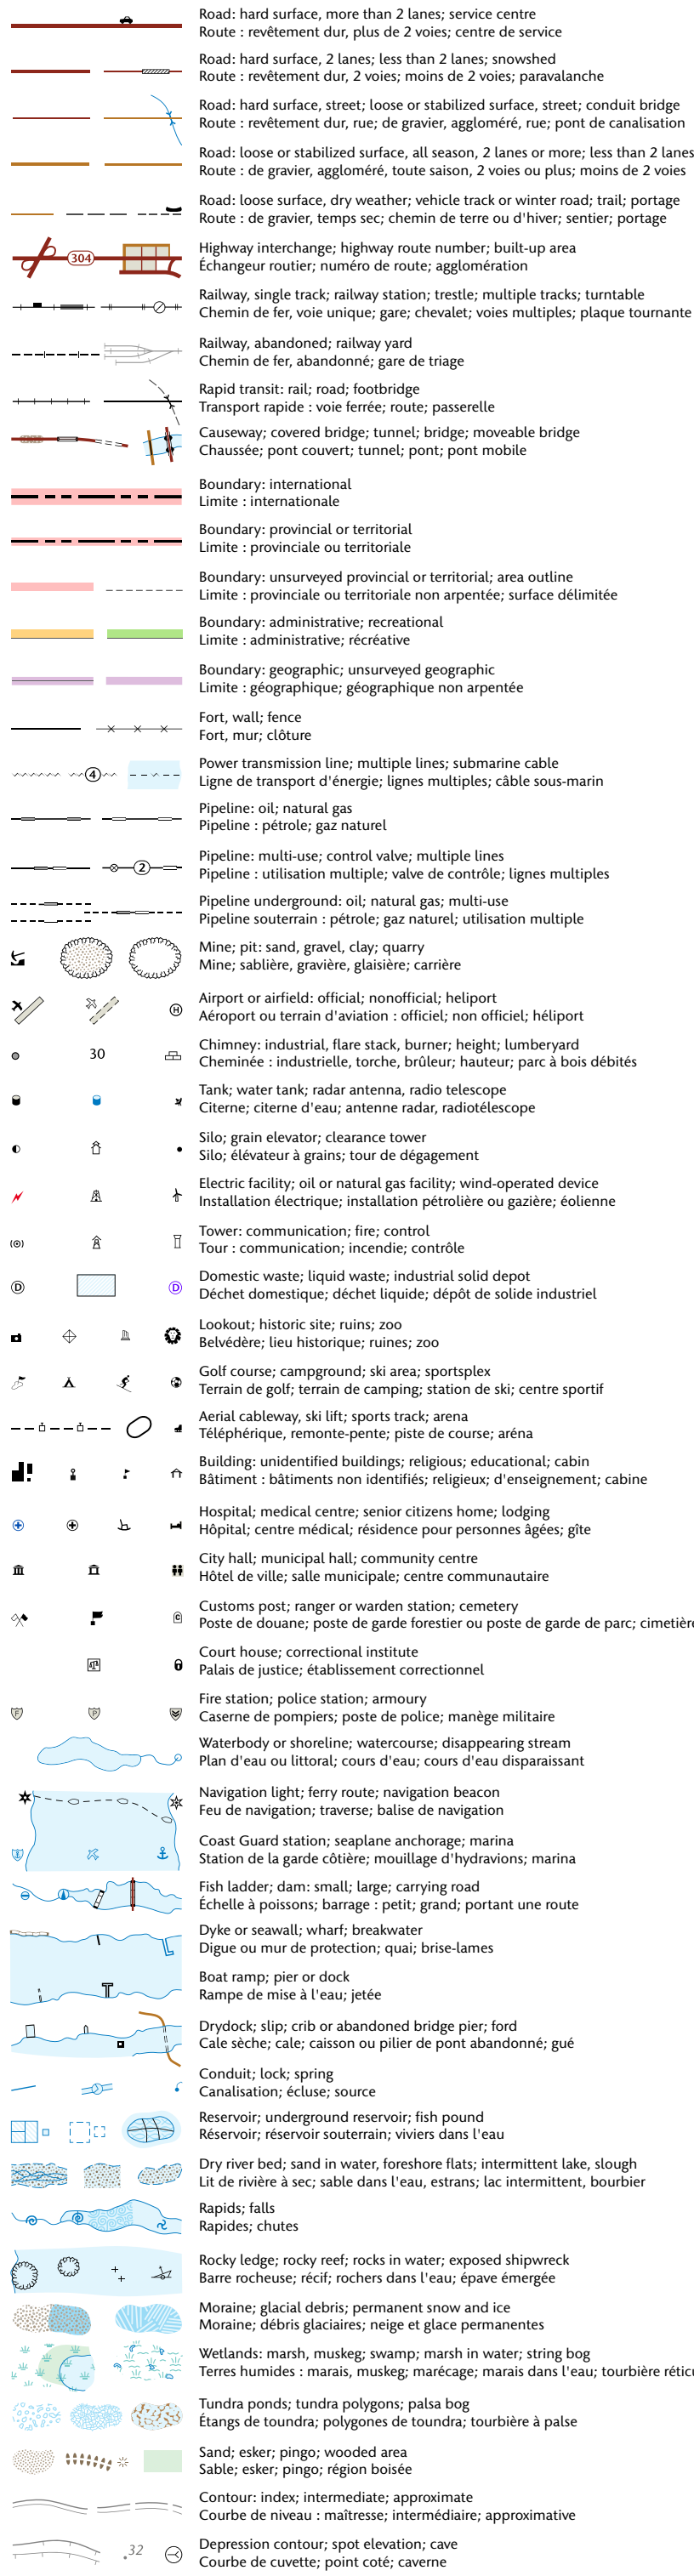 Road: hard surface, more than 2 lanes; service centre
Route : revêtement dur, plus de 2 voies; centre de service
Road: hard surface, 2 lanes; less than 2 lanes; snowshed
Route : revêtement dur, 2 voies; moins de 2 voies; paravalanche
Road: hard surface, street; loose or stabilized surface, street; conduit bridge
Route : revêtement dur, rue; de gravier, aggloméré, rue; pont de canalisation
Road: loose or stabilized surface, all season, 2 lanes or more; less than 2 lanes
Route : de gravier, aggloméré, toute saison, 2 voies ou plus; moins de 2 voies
Road: loose surface, dry weather; vehicle track or winter road; trail; portage
Route : de gravier, temps sec; chemin de terre ou d'hiver; sentier; portage
304
Highway interchange; highway route number; built-up area
Échangeur routier; numéro de route; agglomération
Railway, single track; railway station; trestle; multiple tracks; turntable
Chemin de fer, voie unique; gare; chevalet; voies multiples; plaque tournante
Railway, abandoned; railway yard
Chemin de fer, abandonné; gare de triage
Rapid transit: rail; road; footbridge
Transport rapide : voie ferrée; route; passerelle
Causeway; covered bridge; tunnel; bridge; moveable bridge
Chaussée; pont couvert; tunnel; pont; pont mobile
Boundary: international
Limite : internationale
Boundary: provincial or territorial
Limite : provinciale ou territoriale
Boundary: unsurveyed provincial or territorial; area outline
Limite : provinciale ou territoriale non arpentée; surface délimitée
Boundary: administrative; recreational
Limite : administrative; récréative
Boundary: geographic; unsurveyed geographic
Limite : géographique; géographique non arpentée
Fort, wall; fence
Fort, mur; clôture
4
Power transmission line; multiple lines; submarine cable
Ligne de transport d'énergie; lignes multiples; câble sous-marin
Pipeline: oil; natural gas
Pipeline : pétrole; gaz naturel
2
Pipeline: multi-use; control valve; multiple lines
Pipeline : utilisation multiple; valve de contrôle; lignes multiples
Pipeline underground: oil; natural gas; multi-use
Pipeline souterrain : pétrole; gaz naturel; utilisation multiple
Mine; pit: sand, gravel, clay; quarry
Mine; sablière, gravière, glaisière; carrière
H
Airport or airfield: official; nonofficial; heliport
Aéroport ou terrain d'aviation : officiel; non officiel; héliport
30
Chimney: industrial, flare stack, burner; height; lumberyard
Cheminée : industrielle, torche, brûleur; hauteur; parc à bois débités
Tank; water tank; radar antenna, radio telescope
Citerne; citerne d'eau; antenne radar, radiotélescope
Silo; grain elevator; clearance tower
Silo; élévateur à grains; tour de dégagement
Electric facility; oil or natural gas facility; wind-operated device
Installation électrique; installation pétrolière ou gazière; éolienne
Tower: communication; fire; control
Tour : communication; incendie; contrôle
D D
Domestic waste; liquid waste; industrial solid depot
Déchet domestique; déchet liquide; dépôt de solide industriel
Lookout; historic site; ruins; zoo
Belvédère; lieu historique; ruines; zoo
Golf course; campground; ski area; sportsplex
Terrain de golf; terrain de camping; station de ski; centre sportif
Aerial cableway, ski lift; sports track; arena
Téléphérique, remonte-pente; piste de course; aréna
Building: unidentified buildings; religious; educational; cabin
Bâtiment : bâtiments non identifiés; religieux; d'enseignement; cabine
Hospital; medical centre; senior citizens home; lodging
Hôpital; centre médical; résidence pour personnes âgées; gîte
City hall; municipal hall; community centre
Hôtel de ville; salle municipale; centre communautaire
C
Customs post; ranger or warden station; cemetery
Poste de douane; poste de garde forestier ou poste de garde de parc; cimetière
Court house; correctional institute
Palais de justice; établissement correctionnel
F P
Fire station; police station; armoury
Caserne de pompiers; poste de police; manège militaire
Waterbody or shoreline; watercourse; disappearing stream
Plan d'eau ou littoral; cours d'eau; cours d'eau disparaissant
Navigation light; ferry route; navigation beacon
Feu de navigation; traverse; balise de navigation
Coast Guard station; seaplane anchorage; marina
Station de la garde côtière; mouillage d'hydravions; marina
Fish ladder; dam: small; large; carrying road
Échelle à poissons; barrage : petit; grand; portant une route
Dyke or seawall; wharf; breakwater
Digue ou mur de protection; quai; brise-lames
Boat ramp; pier or dock
Rampe de mise à l'eau; jetée
Drydock; slip; crib or abandoned bridge pier; ford
Cale sèche; cale; caisson ou pilier de pont abandonné; gué
Conduit; lock; spring
Canalisation; écluse; source
Reservoir; underground reservoir; fish pound
Réservoir; réservoir souterrain; viviers dans l'eau
Dry river bed; sand in water, foreshore flats; intermittent lake, slough
Lit de rivière à sec; sable dans l'eau, estrans; lac intermittent, bourbier
Rapids; falls
Rapides; chutes
Rocky ledge; rocky reef; rocks in water; exposed shipwreck
Barre rocheuse; récif; rochers dans l'eau; épave émergée
Moraine; glacial debris; permanent snow and ice
Moraine; débris glaciaires; neige et glace permanentes
Wetlands: marsh, muskeg; swamp; marsh in water; string bog
Terres humides : marais, muskeg; marécage; marais dans l'eau; tourbière
Tundra ponds; tundra polygons; palsa bog
Étangs de toundra; polygones de toundra; tourbière à palse
Sand; esker; pingo; wooded area
Sable; esker; pingo; région boisée
Contour: index; intermediate; approximate
Courbe de niveau : maîtresse; intermédiaire; approximative
.32
Depression contour; spot elevation; cave
Courbe de cuvette; point coté; caverne